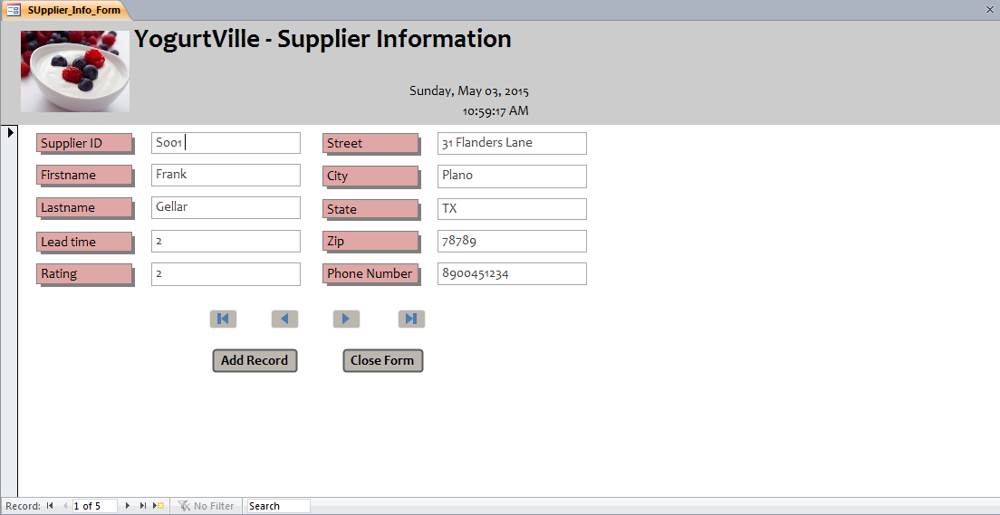 SUpplier_Info_Form
YogurtVille - Supplier Information
Sunday, May 03, 2015
10:59:17 AM
Supplier ID S001 Street 31 Flanders Lane
Firstname Frank City Plano
Lastname Gellar State TX
Lead time 2 Zip 78789
Rating 2 Phone Number 8900451234
Add Record Close Form
Record: 1 of 5 No Filter Search